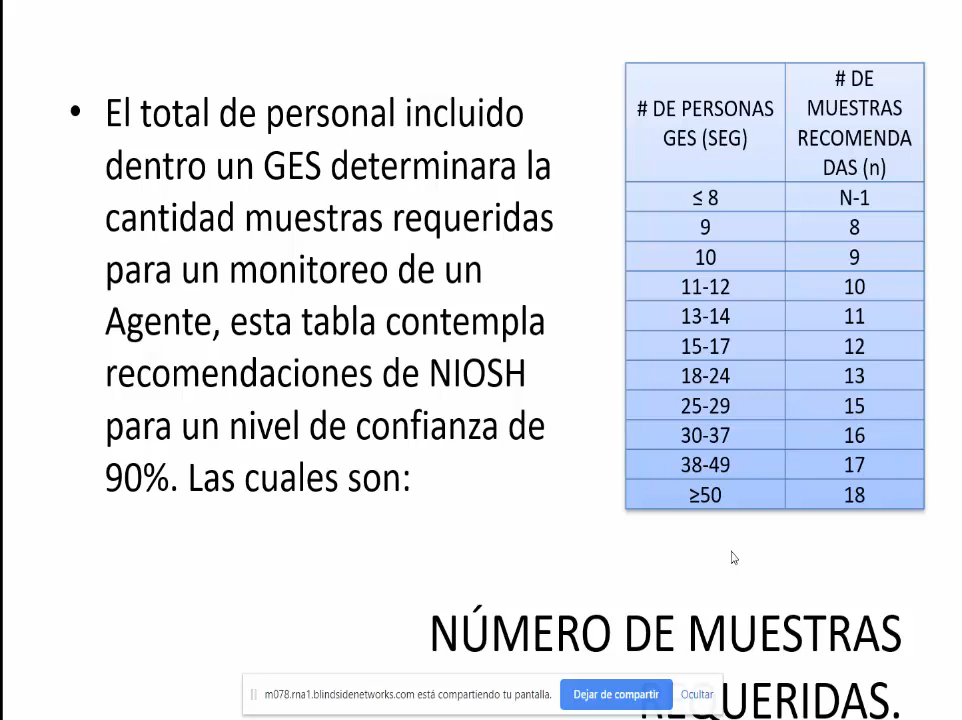 • El total de personal incluido
dentro un GES determinara la
cantidad muestras requeridas
para un monitoreo de un
Agente, esta tabla contempla
recomendaciones de NIOSH
para un nivel de confianza de
90%. Las cuales son:
# DE PERSONAS
GES (SEG)
# DE
MUESTRAS
RECOMENDA
DAS (n)
≤ 8 N-1
9 8
10 9
11-12 10
13-14 11
15-17 12
18-24 13
25-29 15
30-37 16
38-49 17
≥50 18
NÚMERO DE MUESTRAS
REQUERIDAS.
m078.rna1.blindsidenetworks.com está compartiendo tu pantalla. Dejar de compartir Ocultar